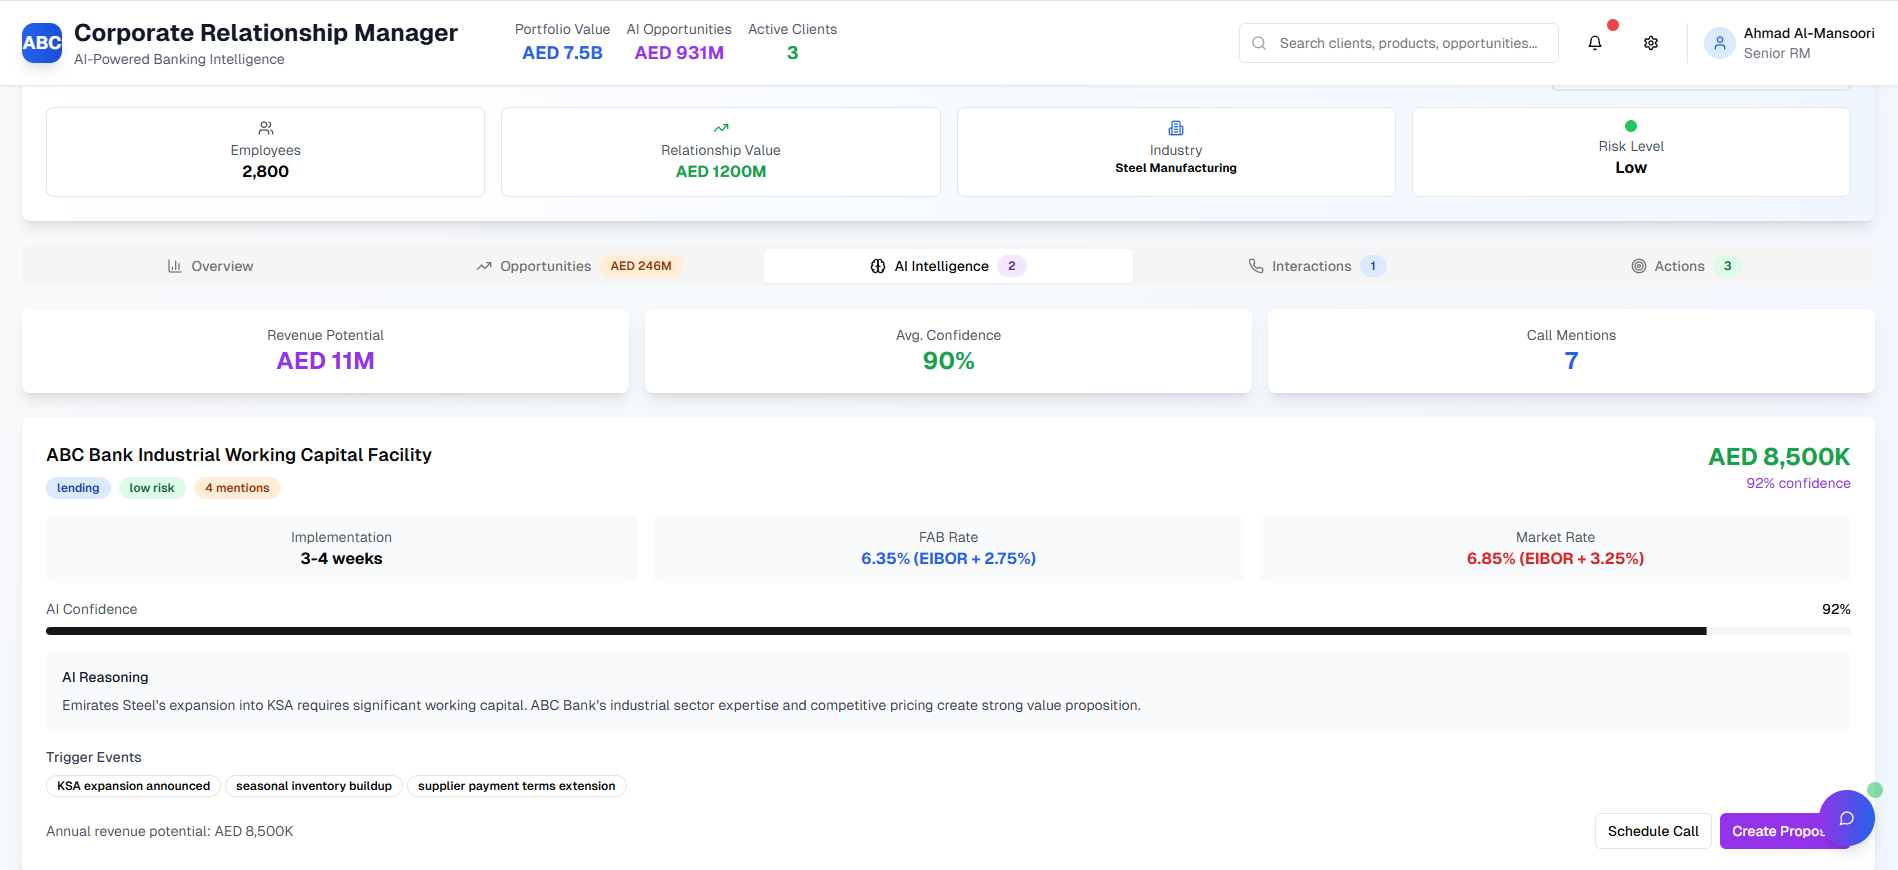 ABC
Corporate Relationship Manager
AI-Powered Banking Intelligence
Portfolio Value
AED 7.5B
AI Opportunities
AED 931M
Active Clients
3
Search clients, products, opportunities...
Ahmad Al-Mansoori
Senior RM
Employees
2,800
Relationship Value
AED 1200M
Industry
Steel Manufacturing
Risk Level
Low
Overview
Opportunities AED 246M
AI Intelligence 2
Interactions 1
Actions 3
Revenue Potential
AED 11M
Avg. Confidence
90%
Call Mentions
7
ABC Bank Industrial Working Capital Facility
AED 8,500K
lending low risk 4 mentions
92% confidence
Implementation
3-4 weeks
FAB Rate
6.35% (EIBOR + 2.75%)
Market Rate
6.85% (EIBOR + 3.25%)
AI Confidence
92%
AI Reasoning
Emirates Steel's expansion into KSA requires significant working capital. ABC Bank's industrial sector expertise and competitive pricing create strong value proposition.
Trigger Events
KSA expansion announced seasonal inventory buildup supplier payment terms extension
Annual revenue potential: AED 8,500K
Schedule Call
Create